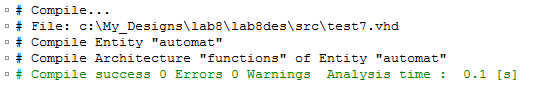 # Compile...
# File: c:\My_Designs\lab8\lab8des\src\test7.vhd
# Compile Entity "automat"
# Compile Architecture "functions" of Entity "automat"
# Compile success 0 Errors 0 Warnings  Analysis time :  0.1 [s]